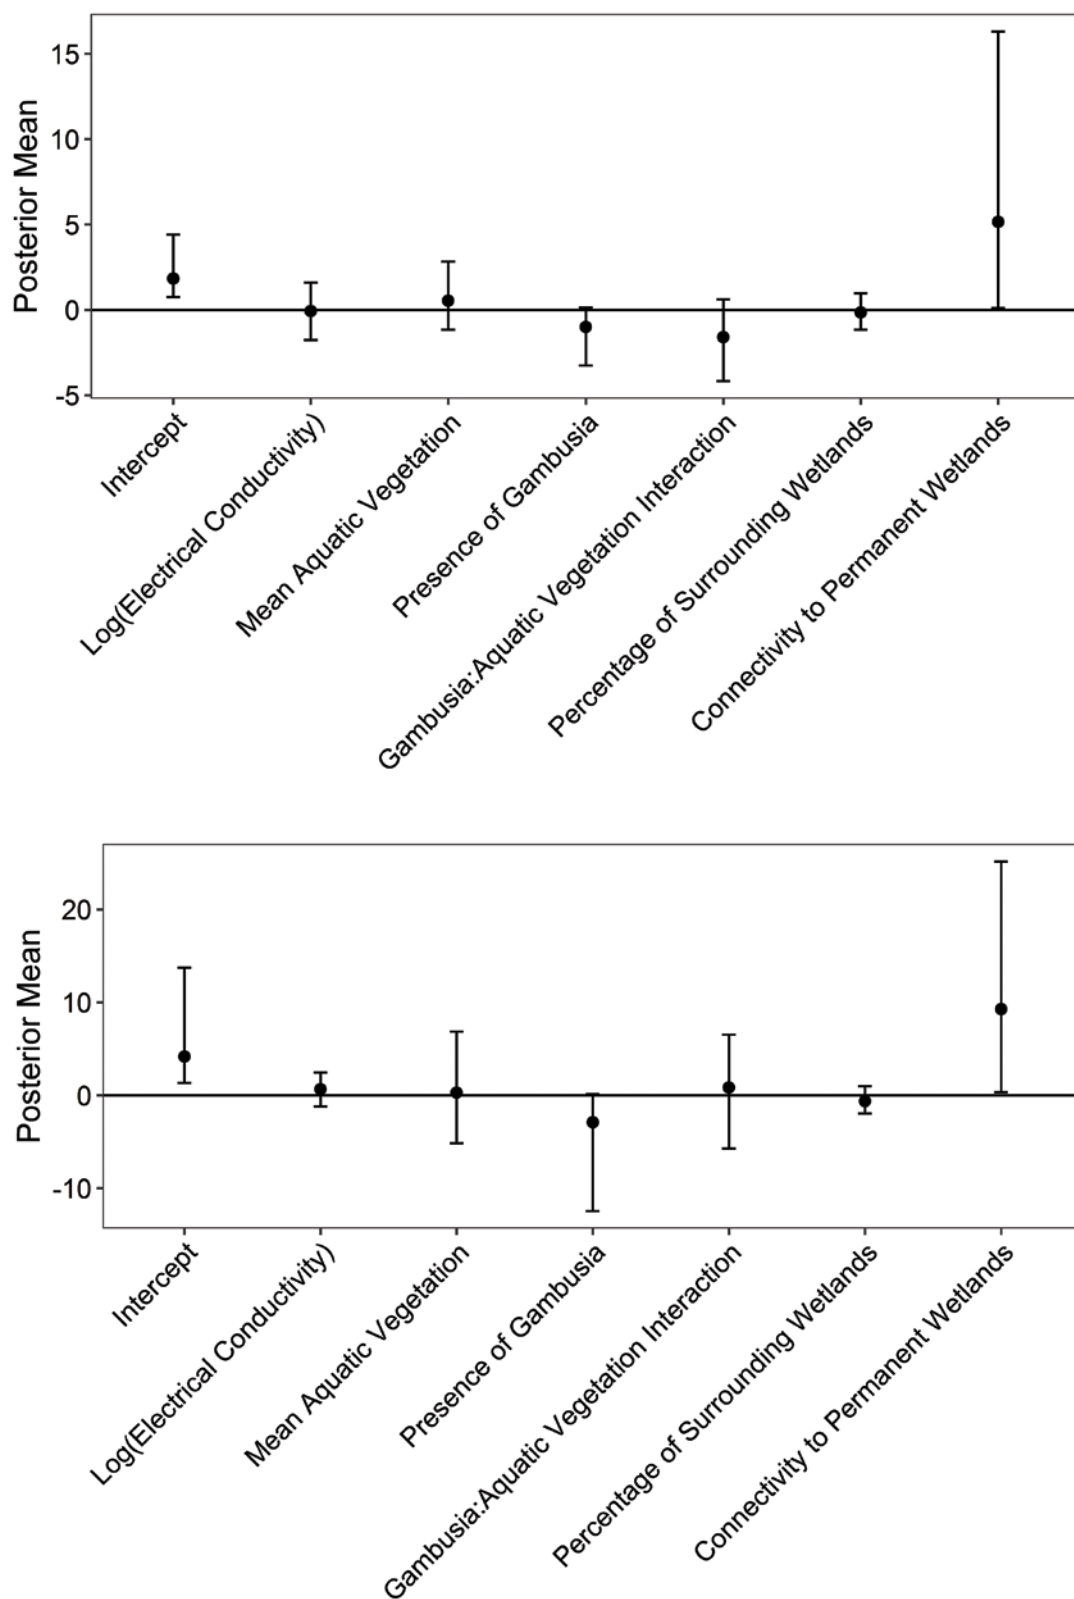 Posterior Mean
15
10
5
0
-5
Intercept
Log(Electrical Conductivity)
Mean Aquatic Vegetation
Presence of Gambusia
Gambusia:Aquatic Vegetation Interaction
Percentage of Surrounding Wetlands
Connectivity to Permanent Wetlands
Posterior Mean
20
10
0
-10
Intercept
Log(Electrical Conductivity)
Mean Aquatic Vegetation
Presence of Gambusia
Gambusia:Aquatic Vegetation Interaction
Percentage of Surrounding Wetlands
Connectivity to Permanent Wetlands